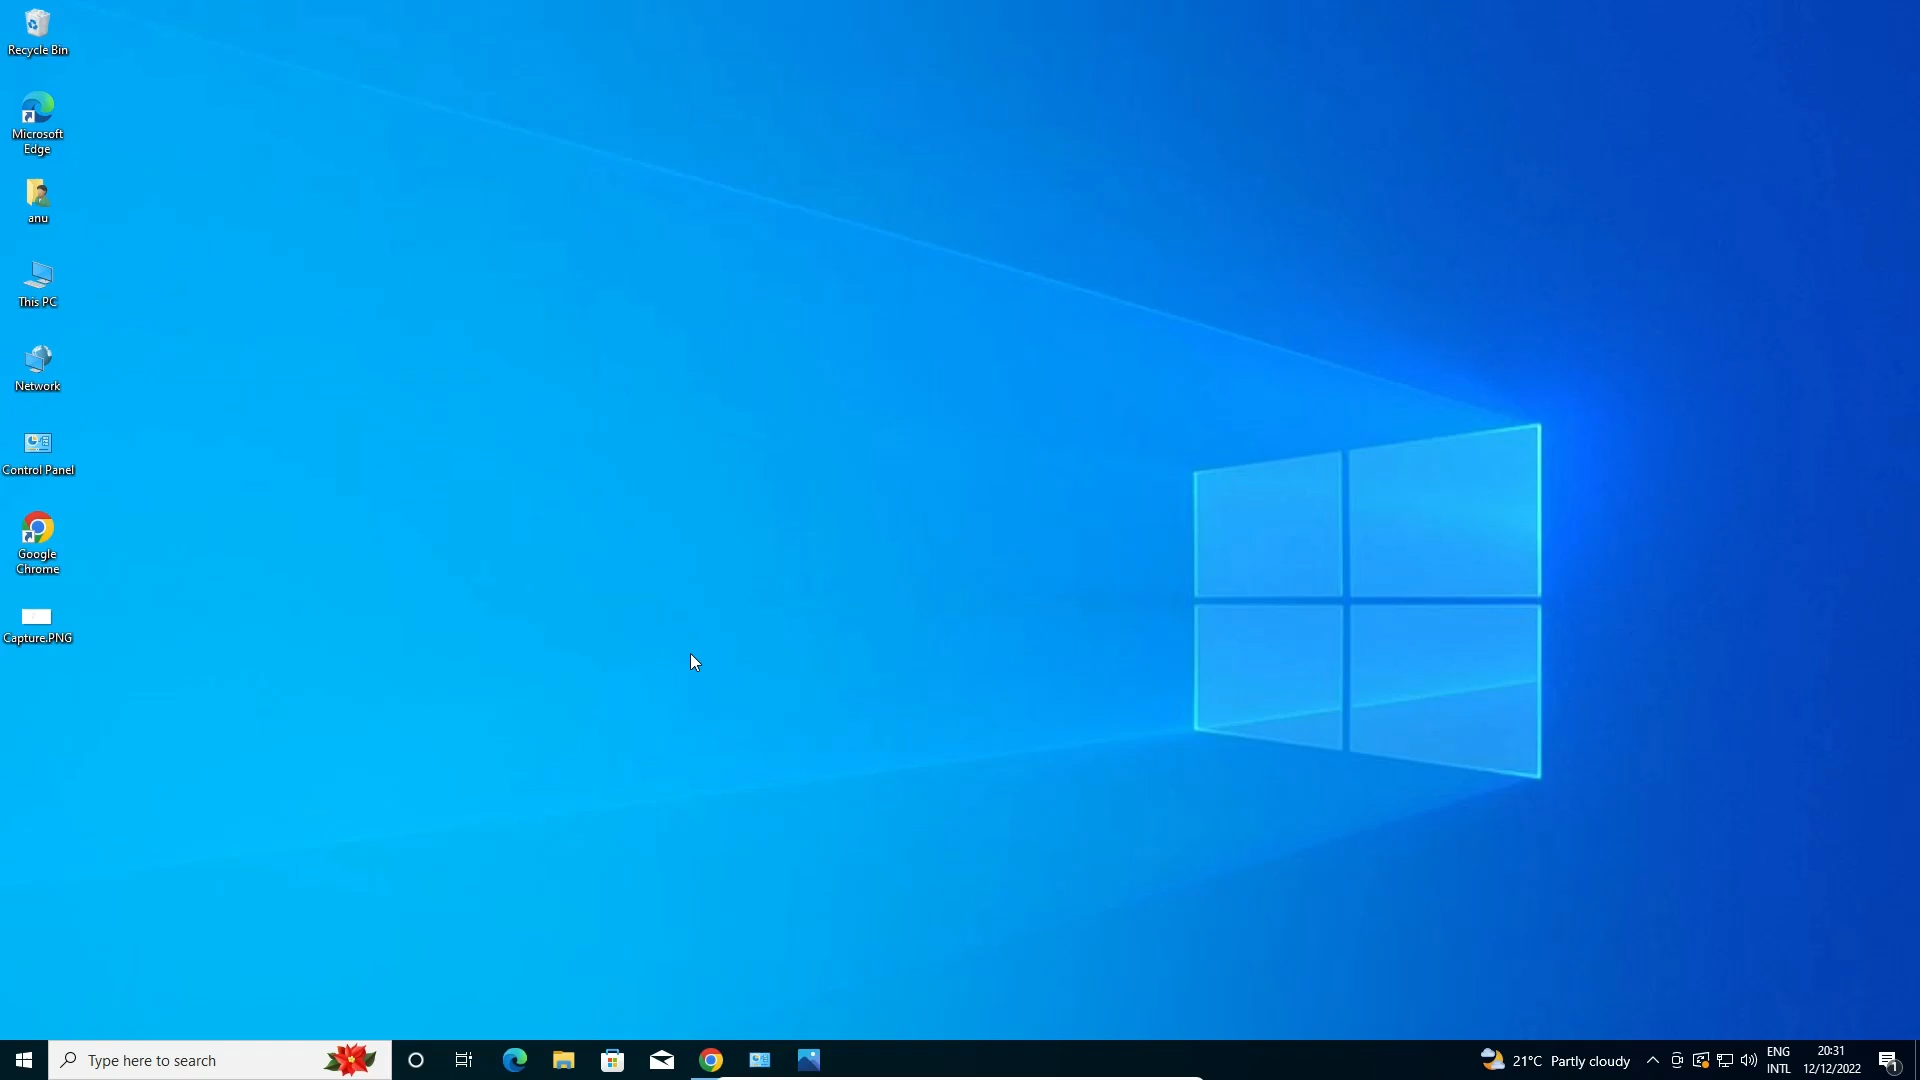 Recycle Bin
Microsoft
Edge
anu
This PC
Network
Control Panel
Google
Chrome
Capture.PNG
Type here to search
21°C Partly cloudy
ENG
INTL
20:31
12/12/2022
1